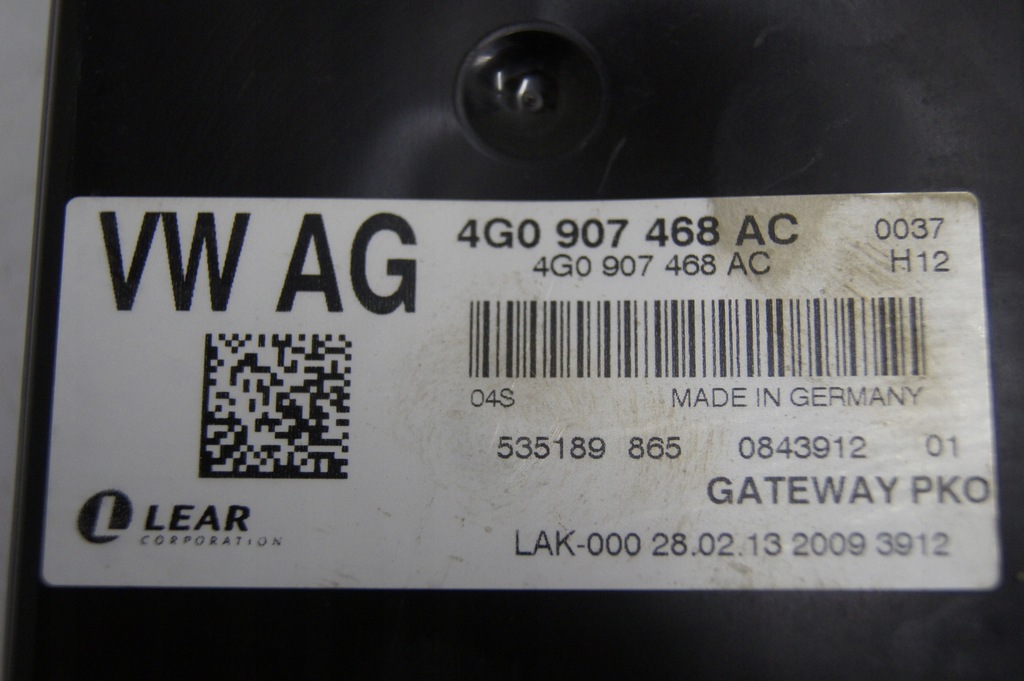 VW AG
4G0 907 468 AC 0037
4G0 907 468 AC H12
04S MADE IN GERMANY
535189 865 0843912 01
GATEWAY PKO
LEAR
CORPORATION
LAK-000 28.02.13 2009 3912